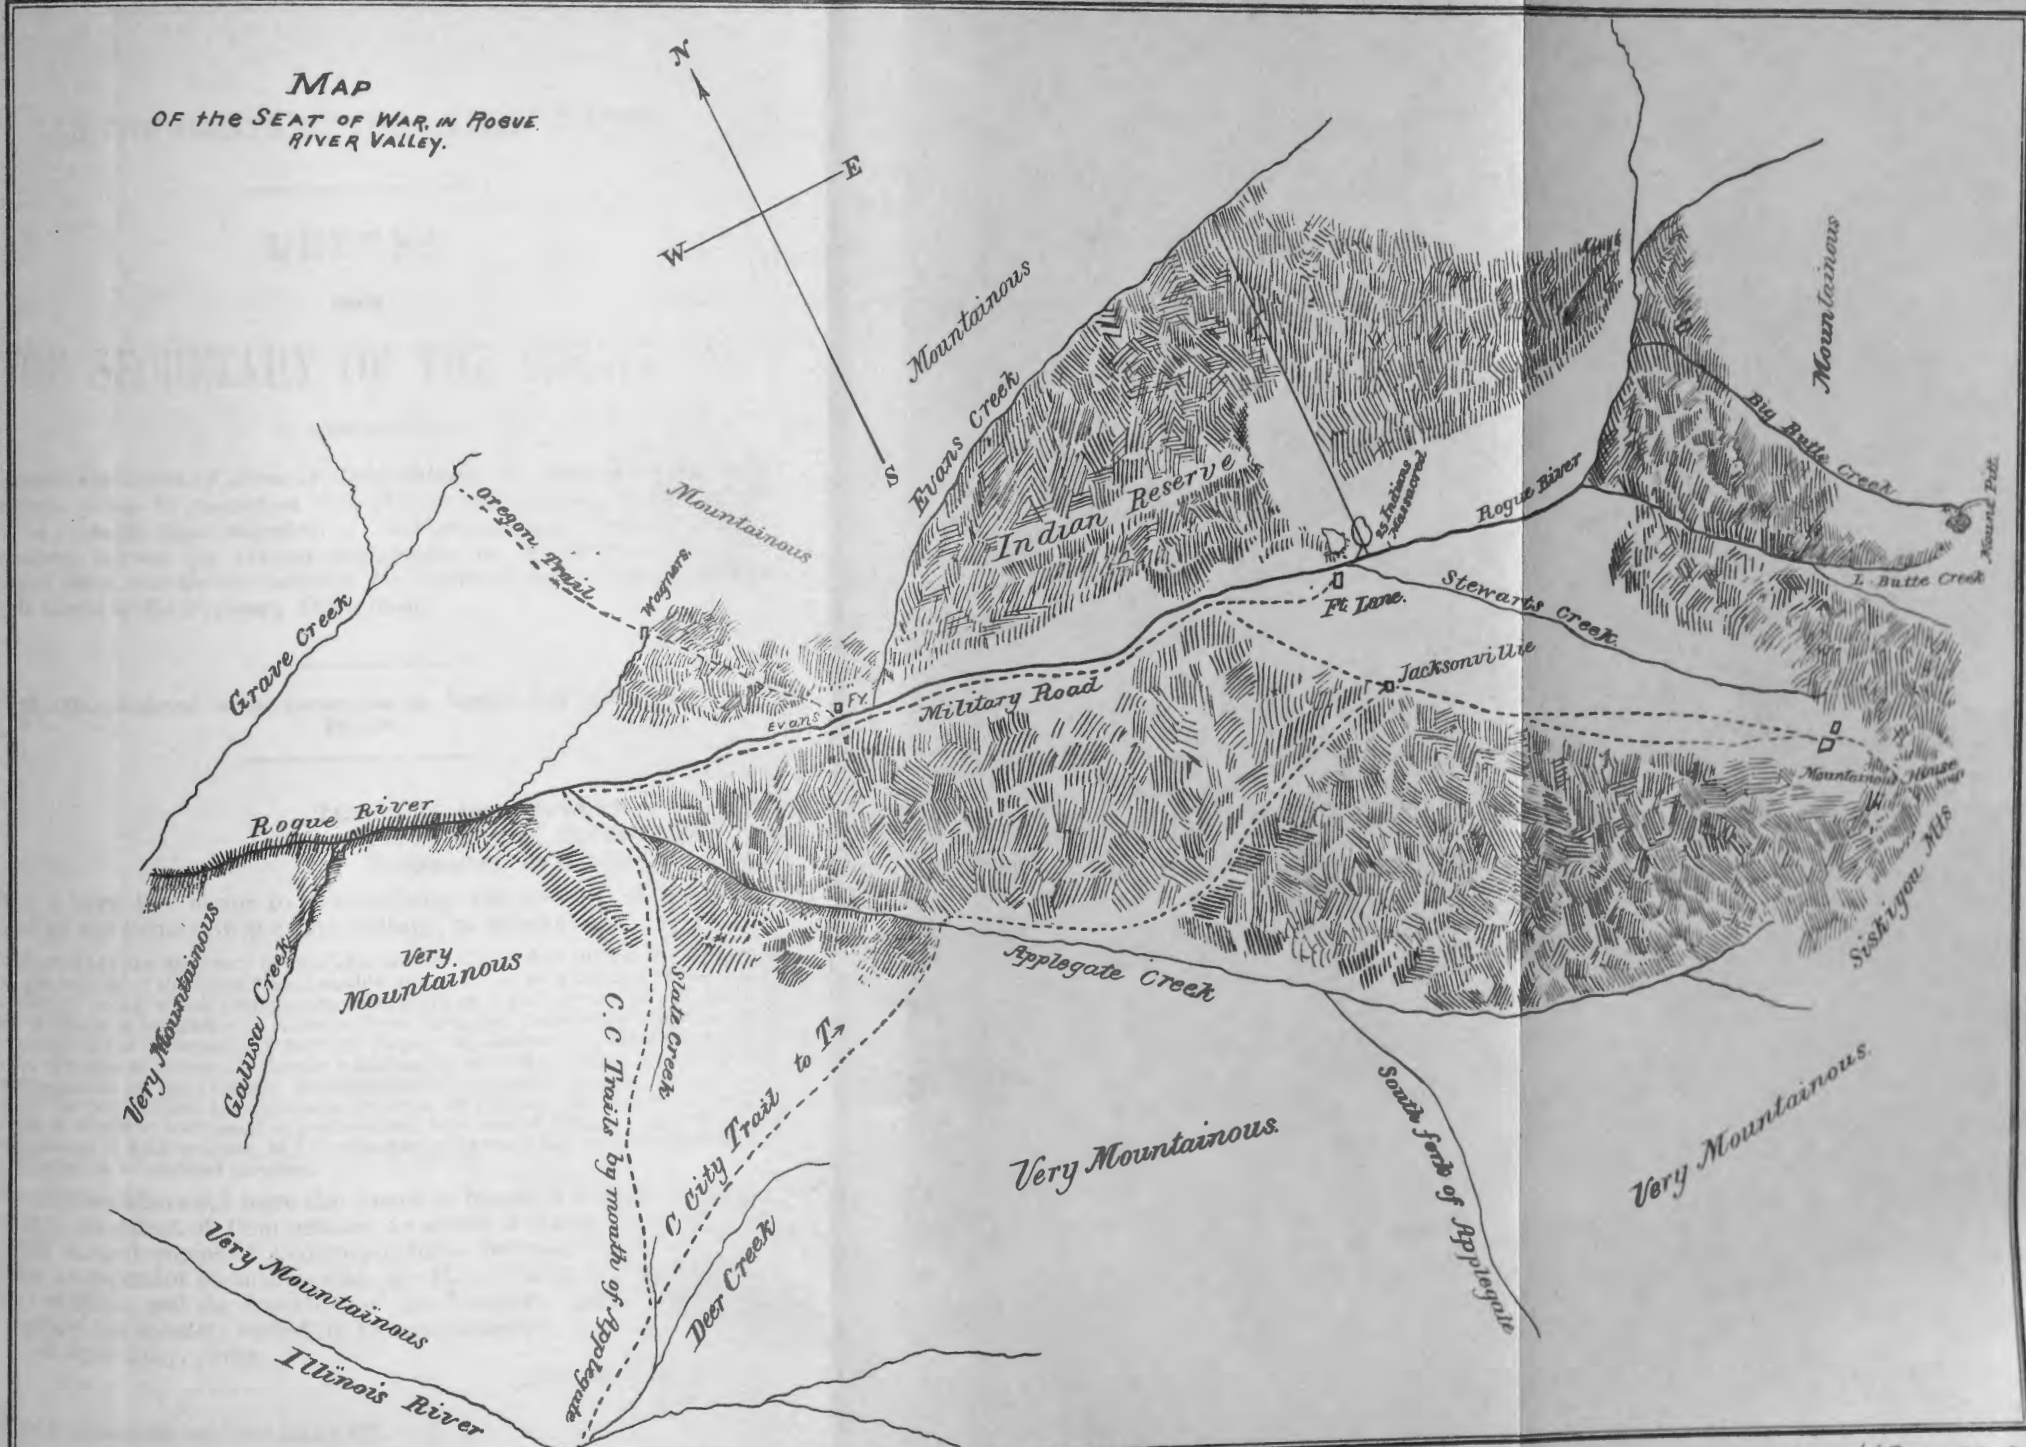 MAP
OF the SEAT OF WAR, IN ROGUE.
RIVER VALLEY.
N
E
W
S
Mountainous
Evans Creek
Indian Reserve
Indians
Massacred
Rogue River
Mountainous
Big Butte Creek
Mount Pitt.
L. Butte Creek
Oregon Trail
Mountainous
Wagners.
Grave Creek
Ft. Lane.
Stewarts Creek.
Jacksonville
Evans
FY.
Military Road
Mountainous House
Siskiyou Mts
Rogue River
Very Mountainous
Galusa Creek
Very
Mountainous
Slate Creek
C. C Trails by mouth of Applegate
C City Trail to T
Deer Creek
Applegate Creek
South fork of Applegate
Very Mountainous.
Very Mountainous.
Very Mountainous
Illinois River